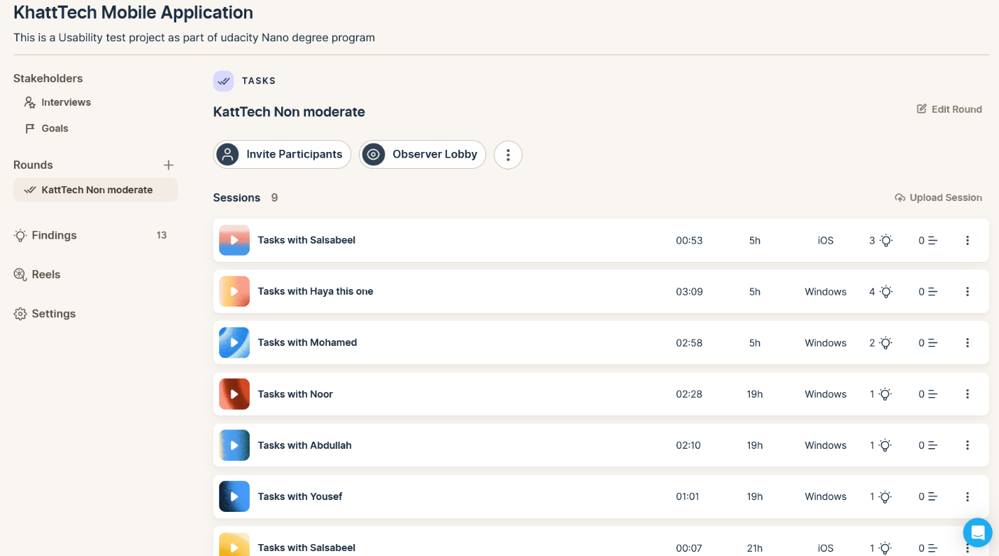 KhattTech Mobile Application
This is a Usability test project as part of udacity Nano degree program
Stakeholders
Interviews
Goals
Rounds
KattTech Non moderate
Findings 13
Reels
Settings
TASKS
KattTech Non moderate
Edit Round
Invite Participants Observer Lobby
Sessions 9 Upload Session
Tasks with Salsabeel 00:53 5h iOS 3 0
Tasks with Haya this one 03:09 5h Windows 4 0
Tasks with Mohamed 02:58 5h Windows 2 0
Tasks with Noor 02:28 19h Windows 1 0
Tasks with Abdullah 02:10 19h Windows 1 0
Tasks with Yousef 01:01 19h Windows 1 0
Tasks with Salsabeel 00:07 21h iOS 1 0